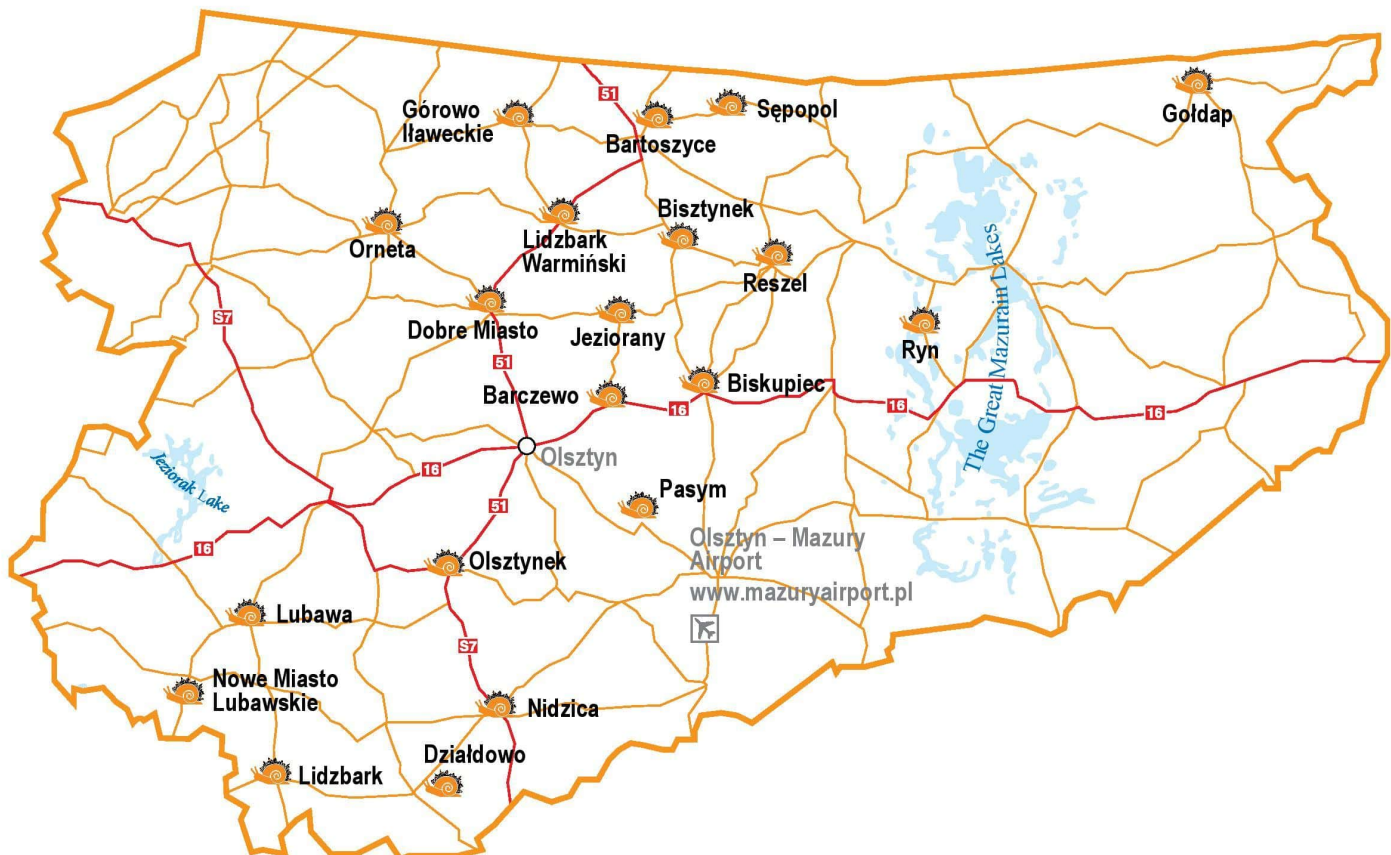 51
Górowo
Iławeckie
Bartoszyce
Sępopol
Gołdap
Orneta
Lidzbark
Warmiński
Bisztynek
Reszel
S7
Dobre Miasto
Jeziorany
Ryn
The Great Mazurain Lakes
51
Barczewo
16
Biskupiec
16
16
Olsztyn
Jeziorak Lake
16
51
Pasym
16
Olsztynek
Olsztyn – Mazury
Airport
www.mazuryairport.pl
Lubawa
S7
Nowe Miasto
Lubawskie
Nidzica
Działdowo
Lidzbark